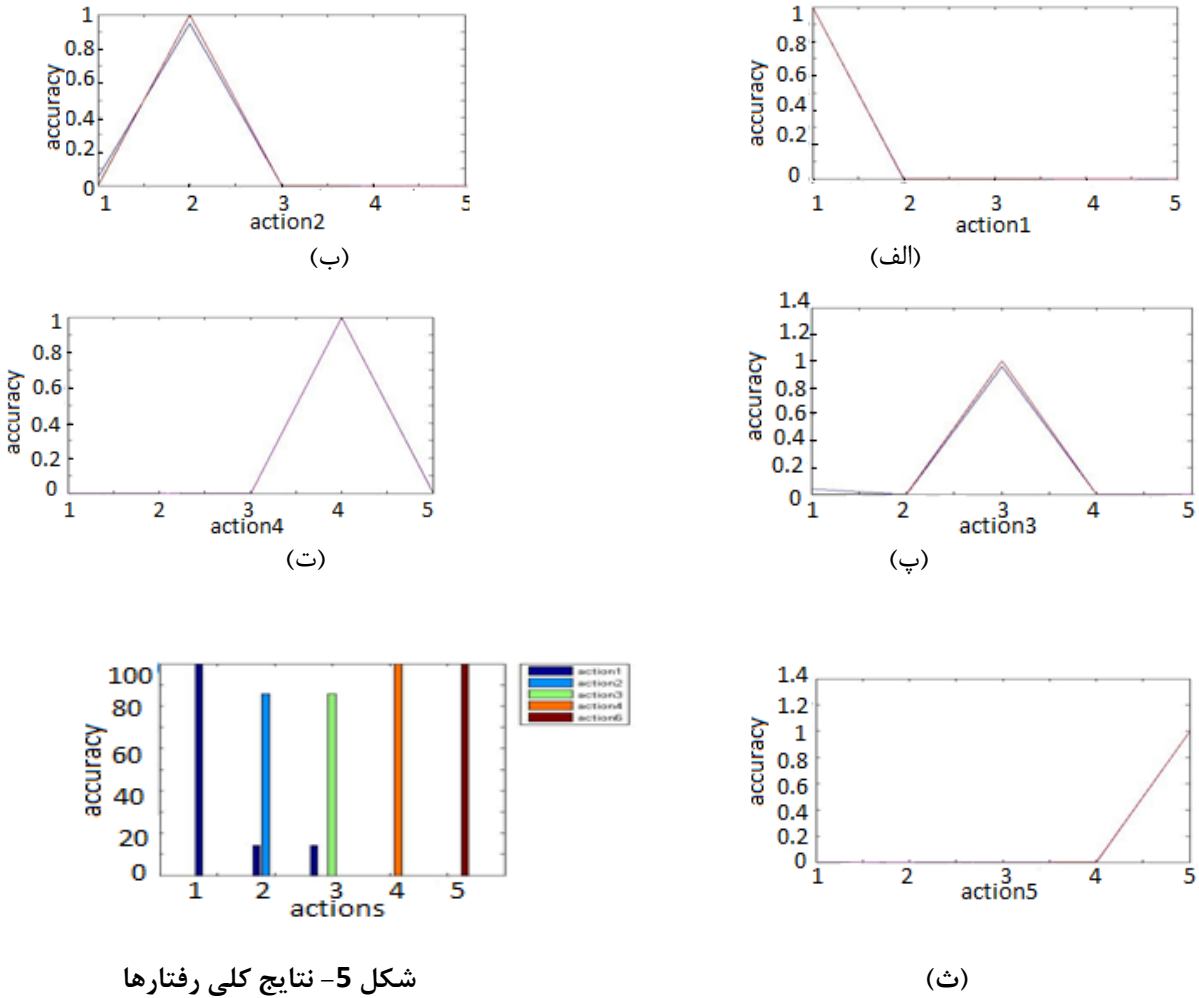 1
0.8
0.6
0.4
0.2
0
accuracy
1 2 3 4 5
action1
(الف)
1
0.8
0.6
0.4
0.2
0
accuracy
1 2 3 4 5
action2
(ب)
1.4
1.2
1
0.8
0.6
0.4
0.2
0
accuracy
1 2 3 4 5
action3
(پ)
1
0.8
0.6
0.4
0.2
0
accuracy
1 2 3 4 5
action4
(ت)
1.4
1.2
1
0.8
0.6
0.4
0.2
0
accuracy
1 2 3 4 5
action5
(ث)
100
80
60
40
20
0
accuracy
1 2 3 4 5
actions
action1
action2
action3
action4
action6
شکل 5- نتایج کلی رفتارها